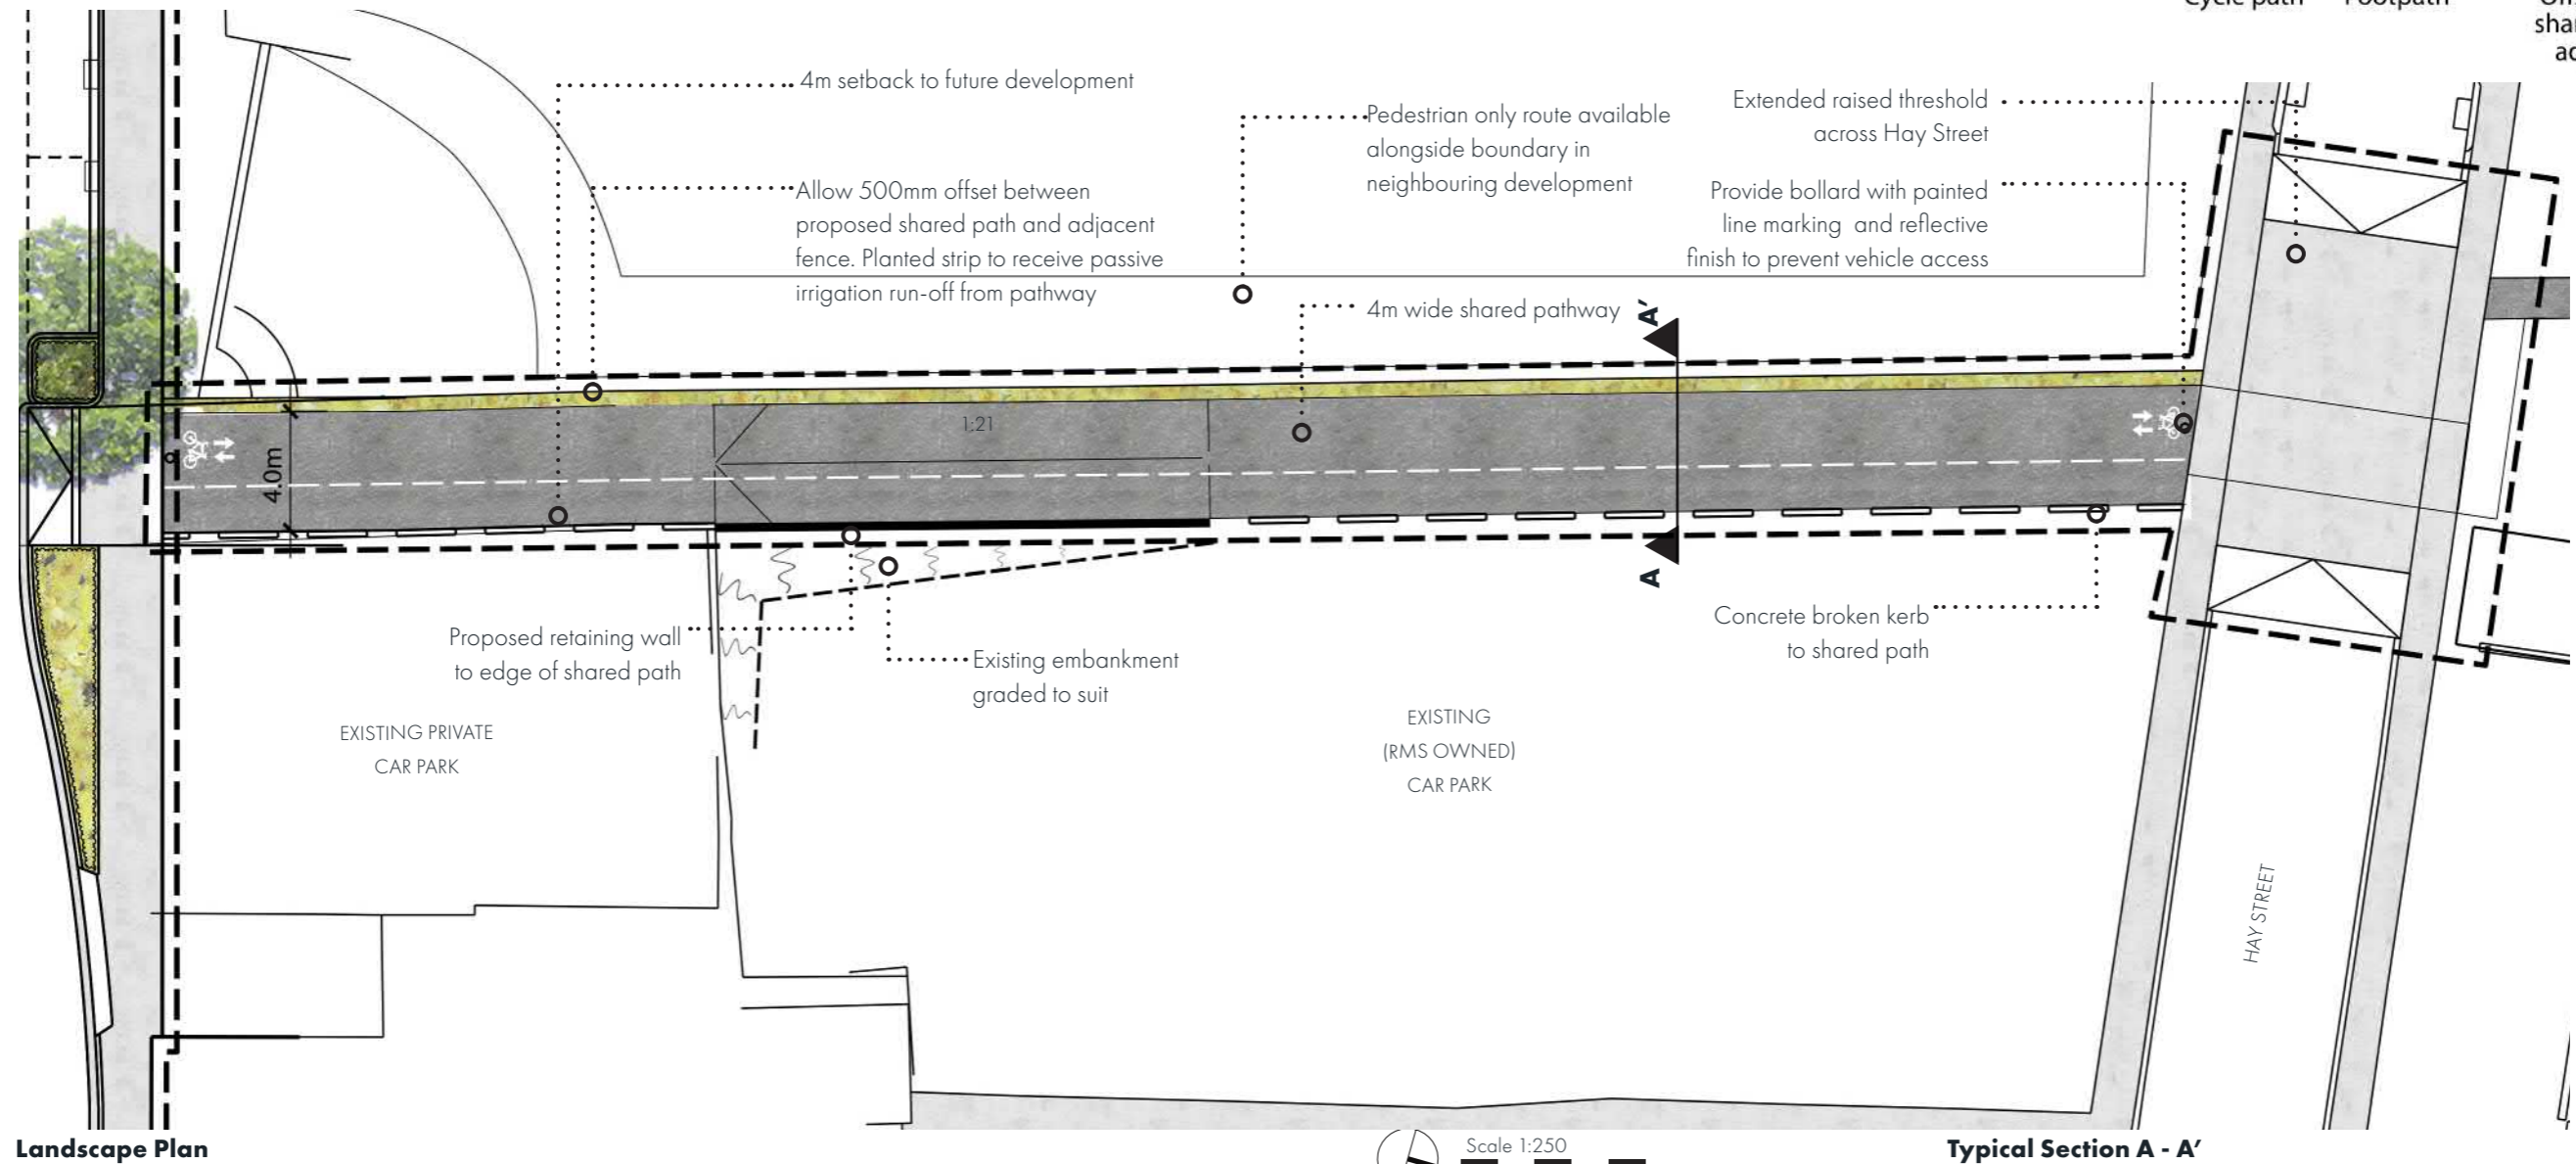 Cycle path
Footpath
4m setback to future development
Allow 500mm offset between
proposed shared path and adjacent
fence. Planted strip to receive passive
irrigation run-off from pathway
Pedestrian only route available
alongside boundary in
neighbouring development
4m wide shared pathway
Extended raised threshold
across Hay Street
Provide bollard with painted
line marking and reflective
finish to prevent vehicle access
A'
1:21
4.0m
A
Proposed retaining wall
to edge of shared path
Existing embankment
graded to suit
Concrete broken kerb
to shared path
EXISTING PRIVATE
CAR PARK
EXISTING
(RMS OWNED)
CAR PARK
HAY STREET
Landscape Plan
Scale 1:250
Typical Section A - A'